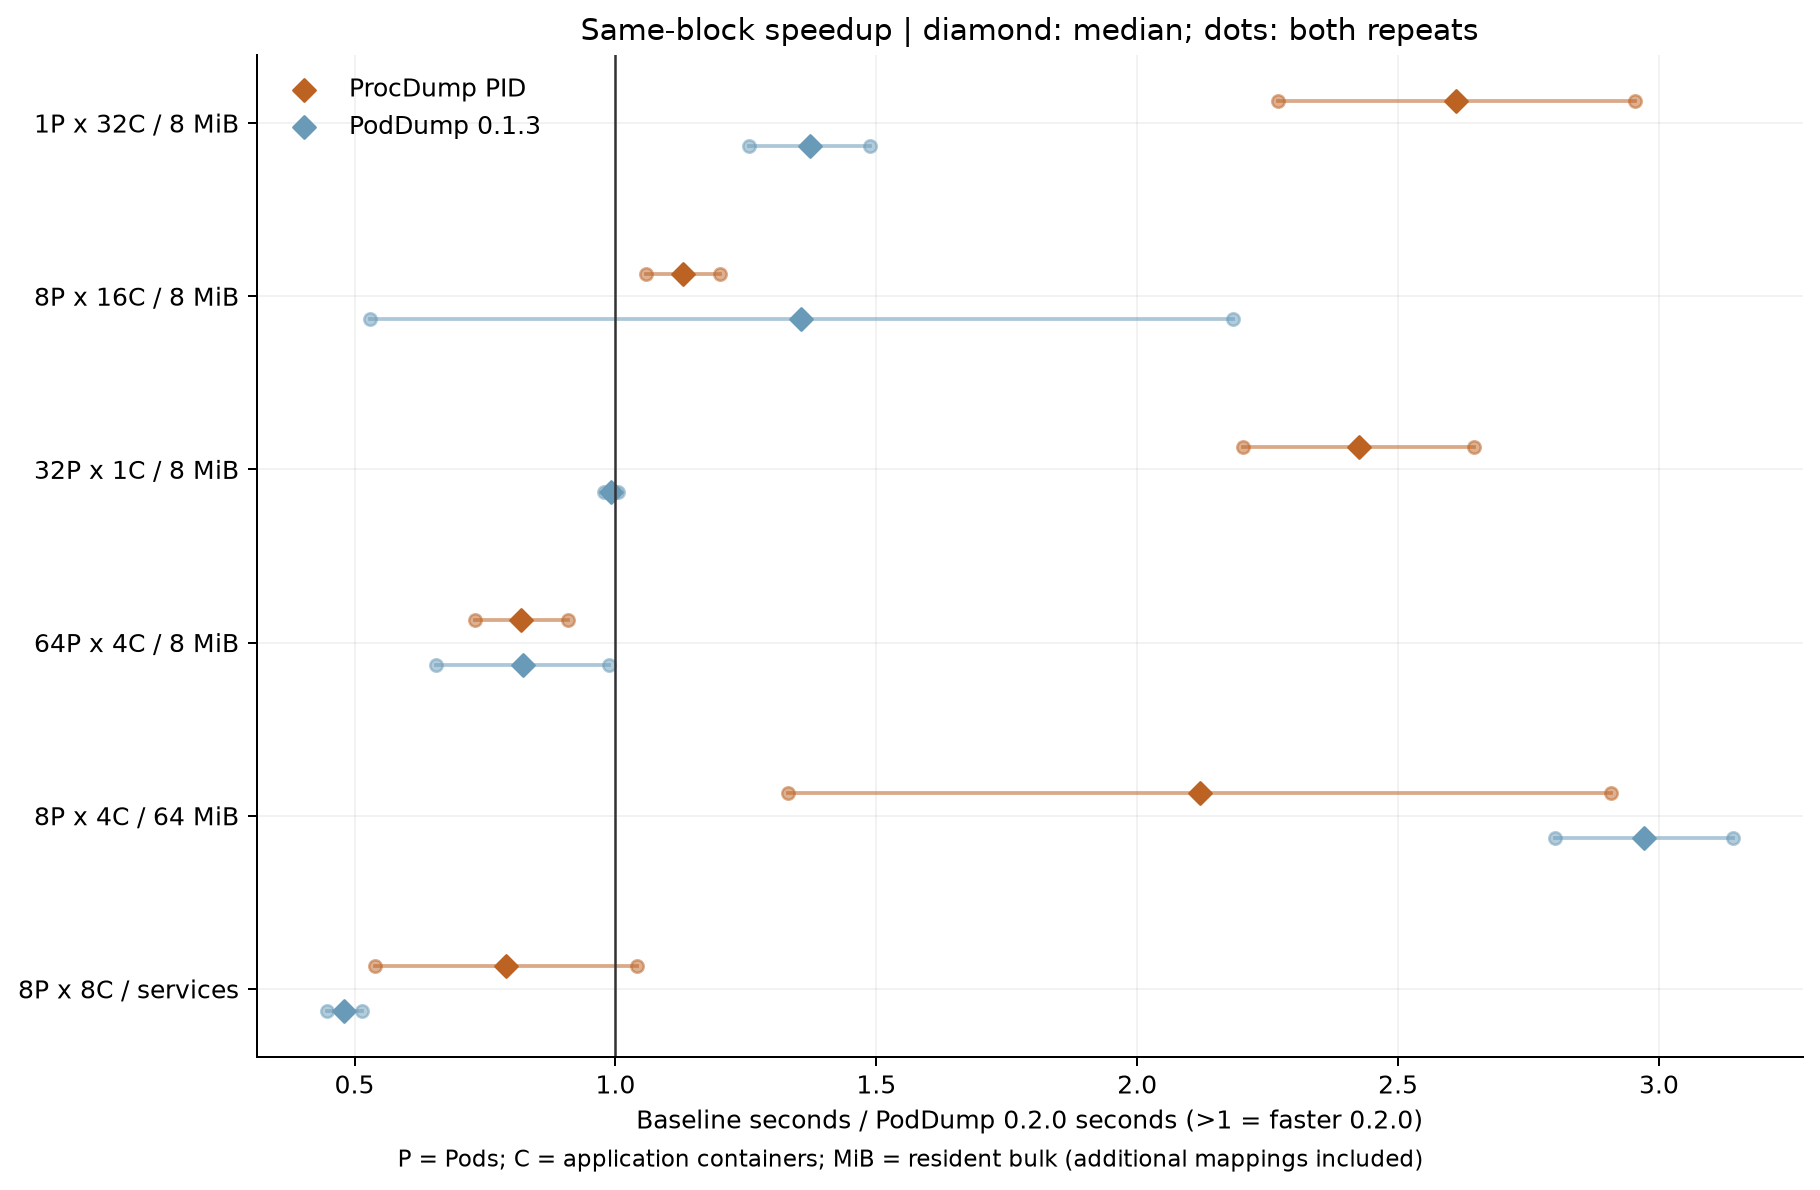 Same-block speedup | diamond: median; dots: both repeats
ProcDump PID
PodDump 0.1.3
1P x 32C / 8 MiB
8P x 16C / 8 MiB
32P x 1C / 8 MiB
64P x 4C / 8 MiB
8P x 4C / 64 MiB
8P x 8C / services
0.5 1.0 1.5 2.0 2.5 3.0
Baseline seconds / PodDump 0.2.0 seconds (>1 = faster 0.2.0)
P = Pods; C = application containers; MiB = resident bulk (additional mappings included)